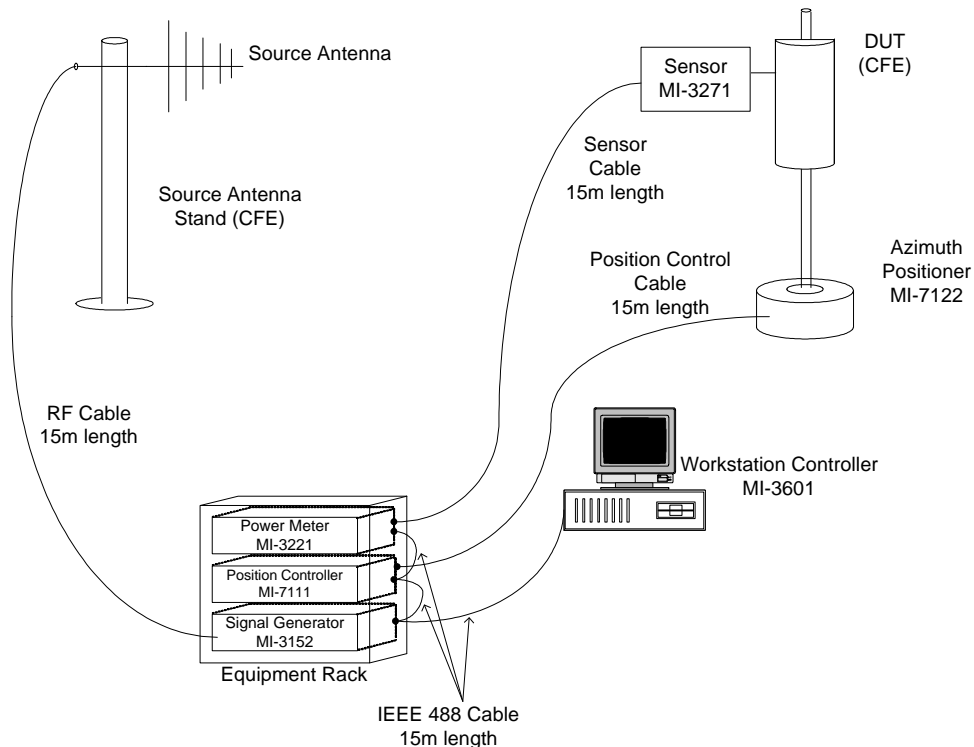 Source Antenna
DUT
(CFE)
Sensor
MI-3271
Sensor
Cable
15m length
Source Antenna
Stand (CFE)
Position Control
Cable
15m length
Azimuth
Positioner
MI-7122
RF Cable
15m length
Workstation Controller
MI-3601
Power Meter
MI-3221
Position Controller
MI-7111
Signal Generator
MI-3152
Equipment Rack
IEEE 488 Cable
15m length